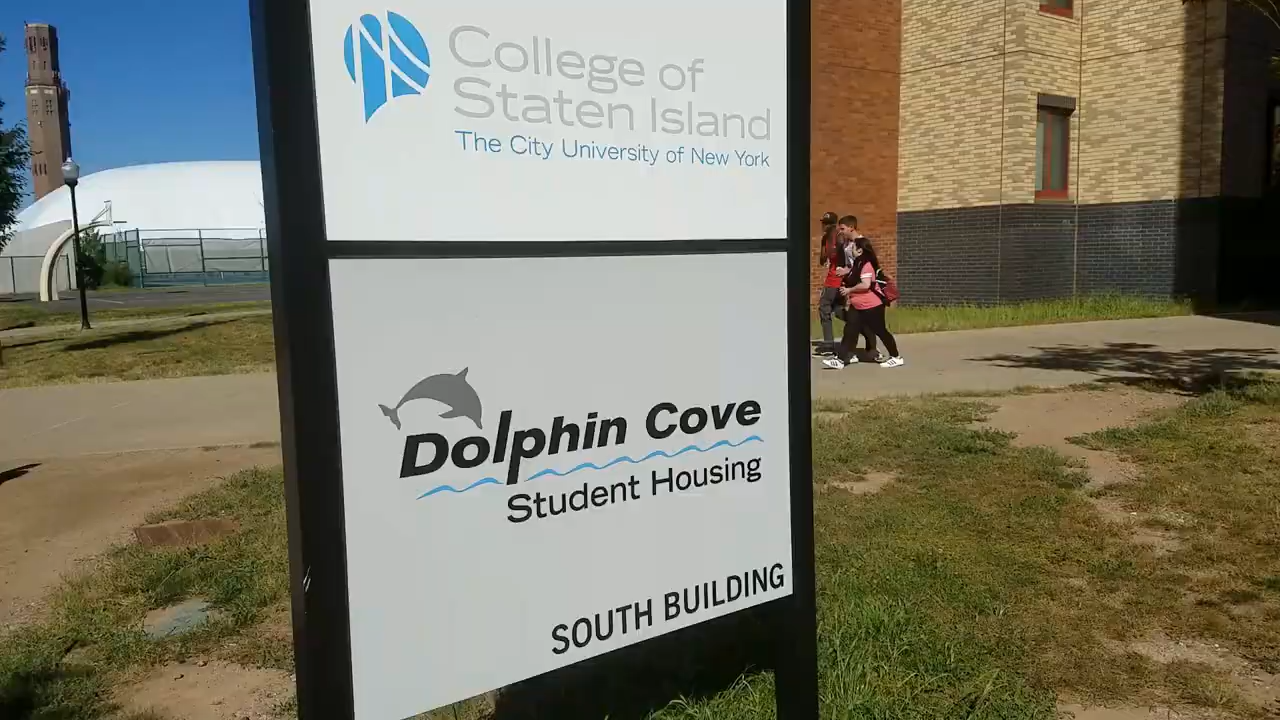 College of
Staten Island
The City University of New York
Dolphin Cove
Student Housing
SOUTH BUILDING